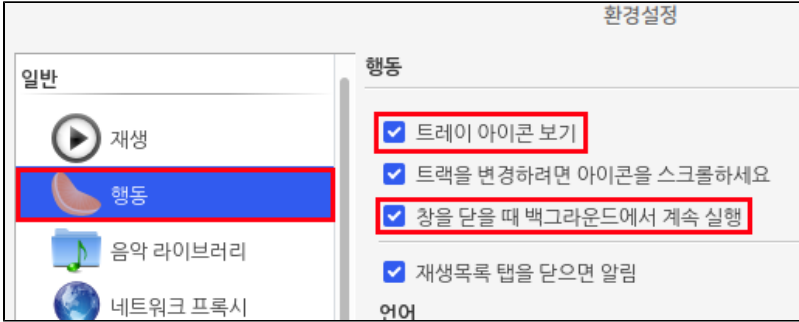 환경설정
일반
재생
행동
음악 라이브러리
네트워크 프록시
행동
트레이 아이콘 보기
트랙을 변경하려면 아이콘을 스크롤하세요
창을 닫을 때 백그라운드에서 계속 실행
재생목록 탭을 닫으면 알림
언어